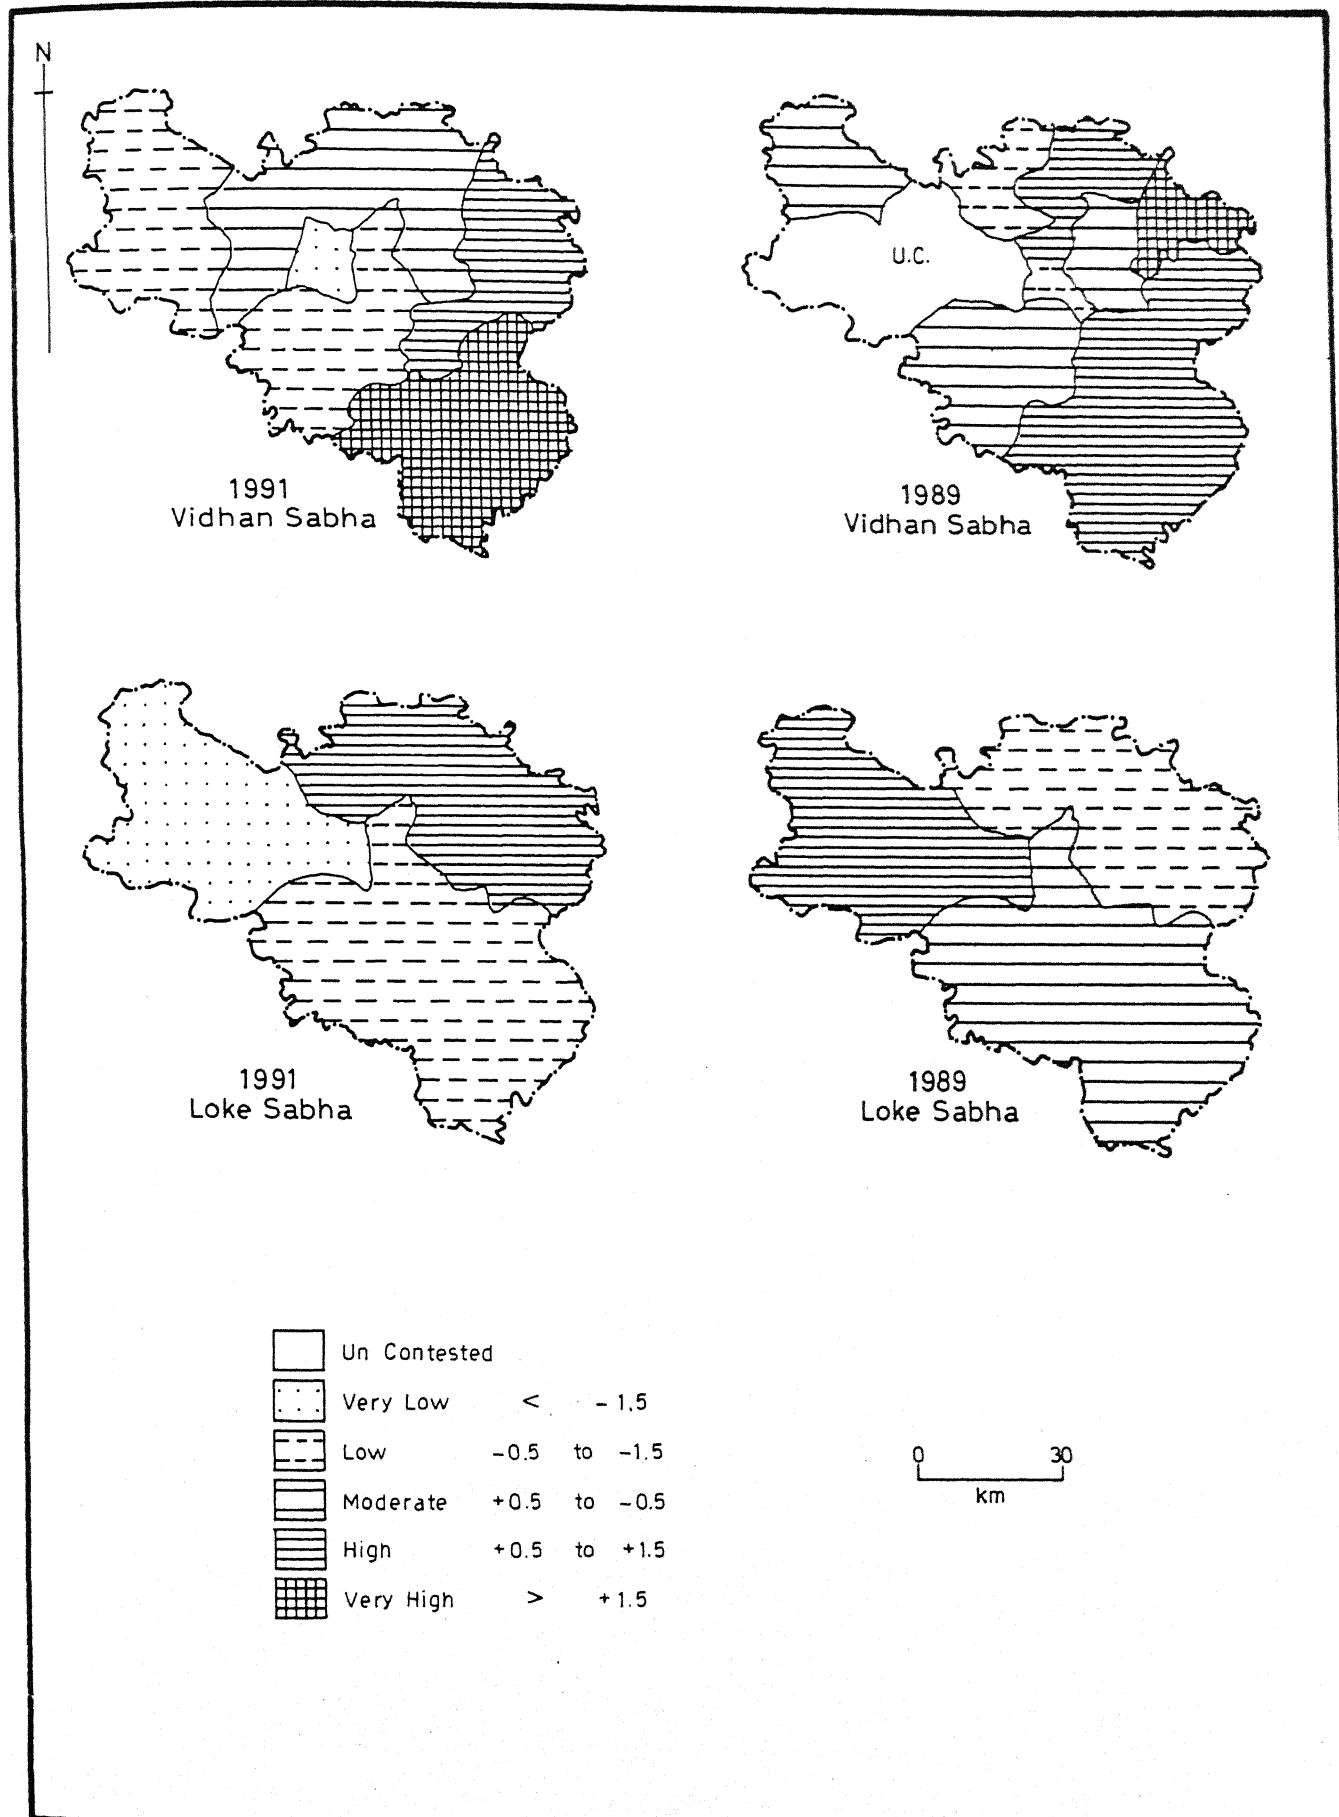 N
U.C.
1991
Vidhan Sabha
1989
Vidhan Sabha
1991
Loke Sabha
1989
Loke Sabha
Un Contested
Very Low < - 1.5
Low -0.5 to -1.5
Moderate +0.5 to -0.5
High +0.5 to +1.5
Very High > +1.5
0 30
km